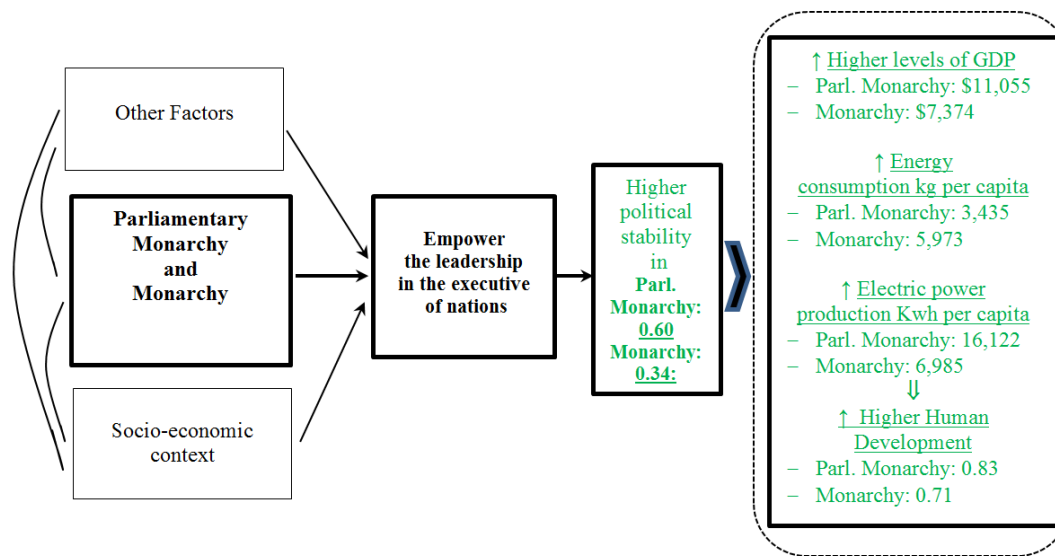 Other Factors
Parliamentary
Monarchy
and
Monarchy
Socio-economic
context
Empower
the leadership
in the executive
of nations
Higher
political
stability
in
Parl.
Monarchy:
0.60
Monarchy:
0.34:
↑ Higher levels of GDP
− Parl. Monarchy: $11,055
− Monarchy: $7,374
↑ Energy
consumption kg per capita
− Parl. Monarchy: 3,435
− Monarchy: 5,973
↑ Electric power
production Kwh per capita
− Parl. Monarchy: 16,122
− Monarchy: 6,985
⇓
↑ Higher Human
Development
− Parl. Monarchy: 0.83
− Monarchy: 0.71